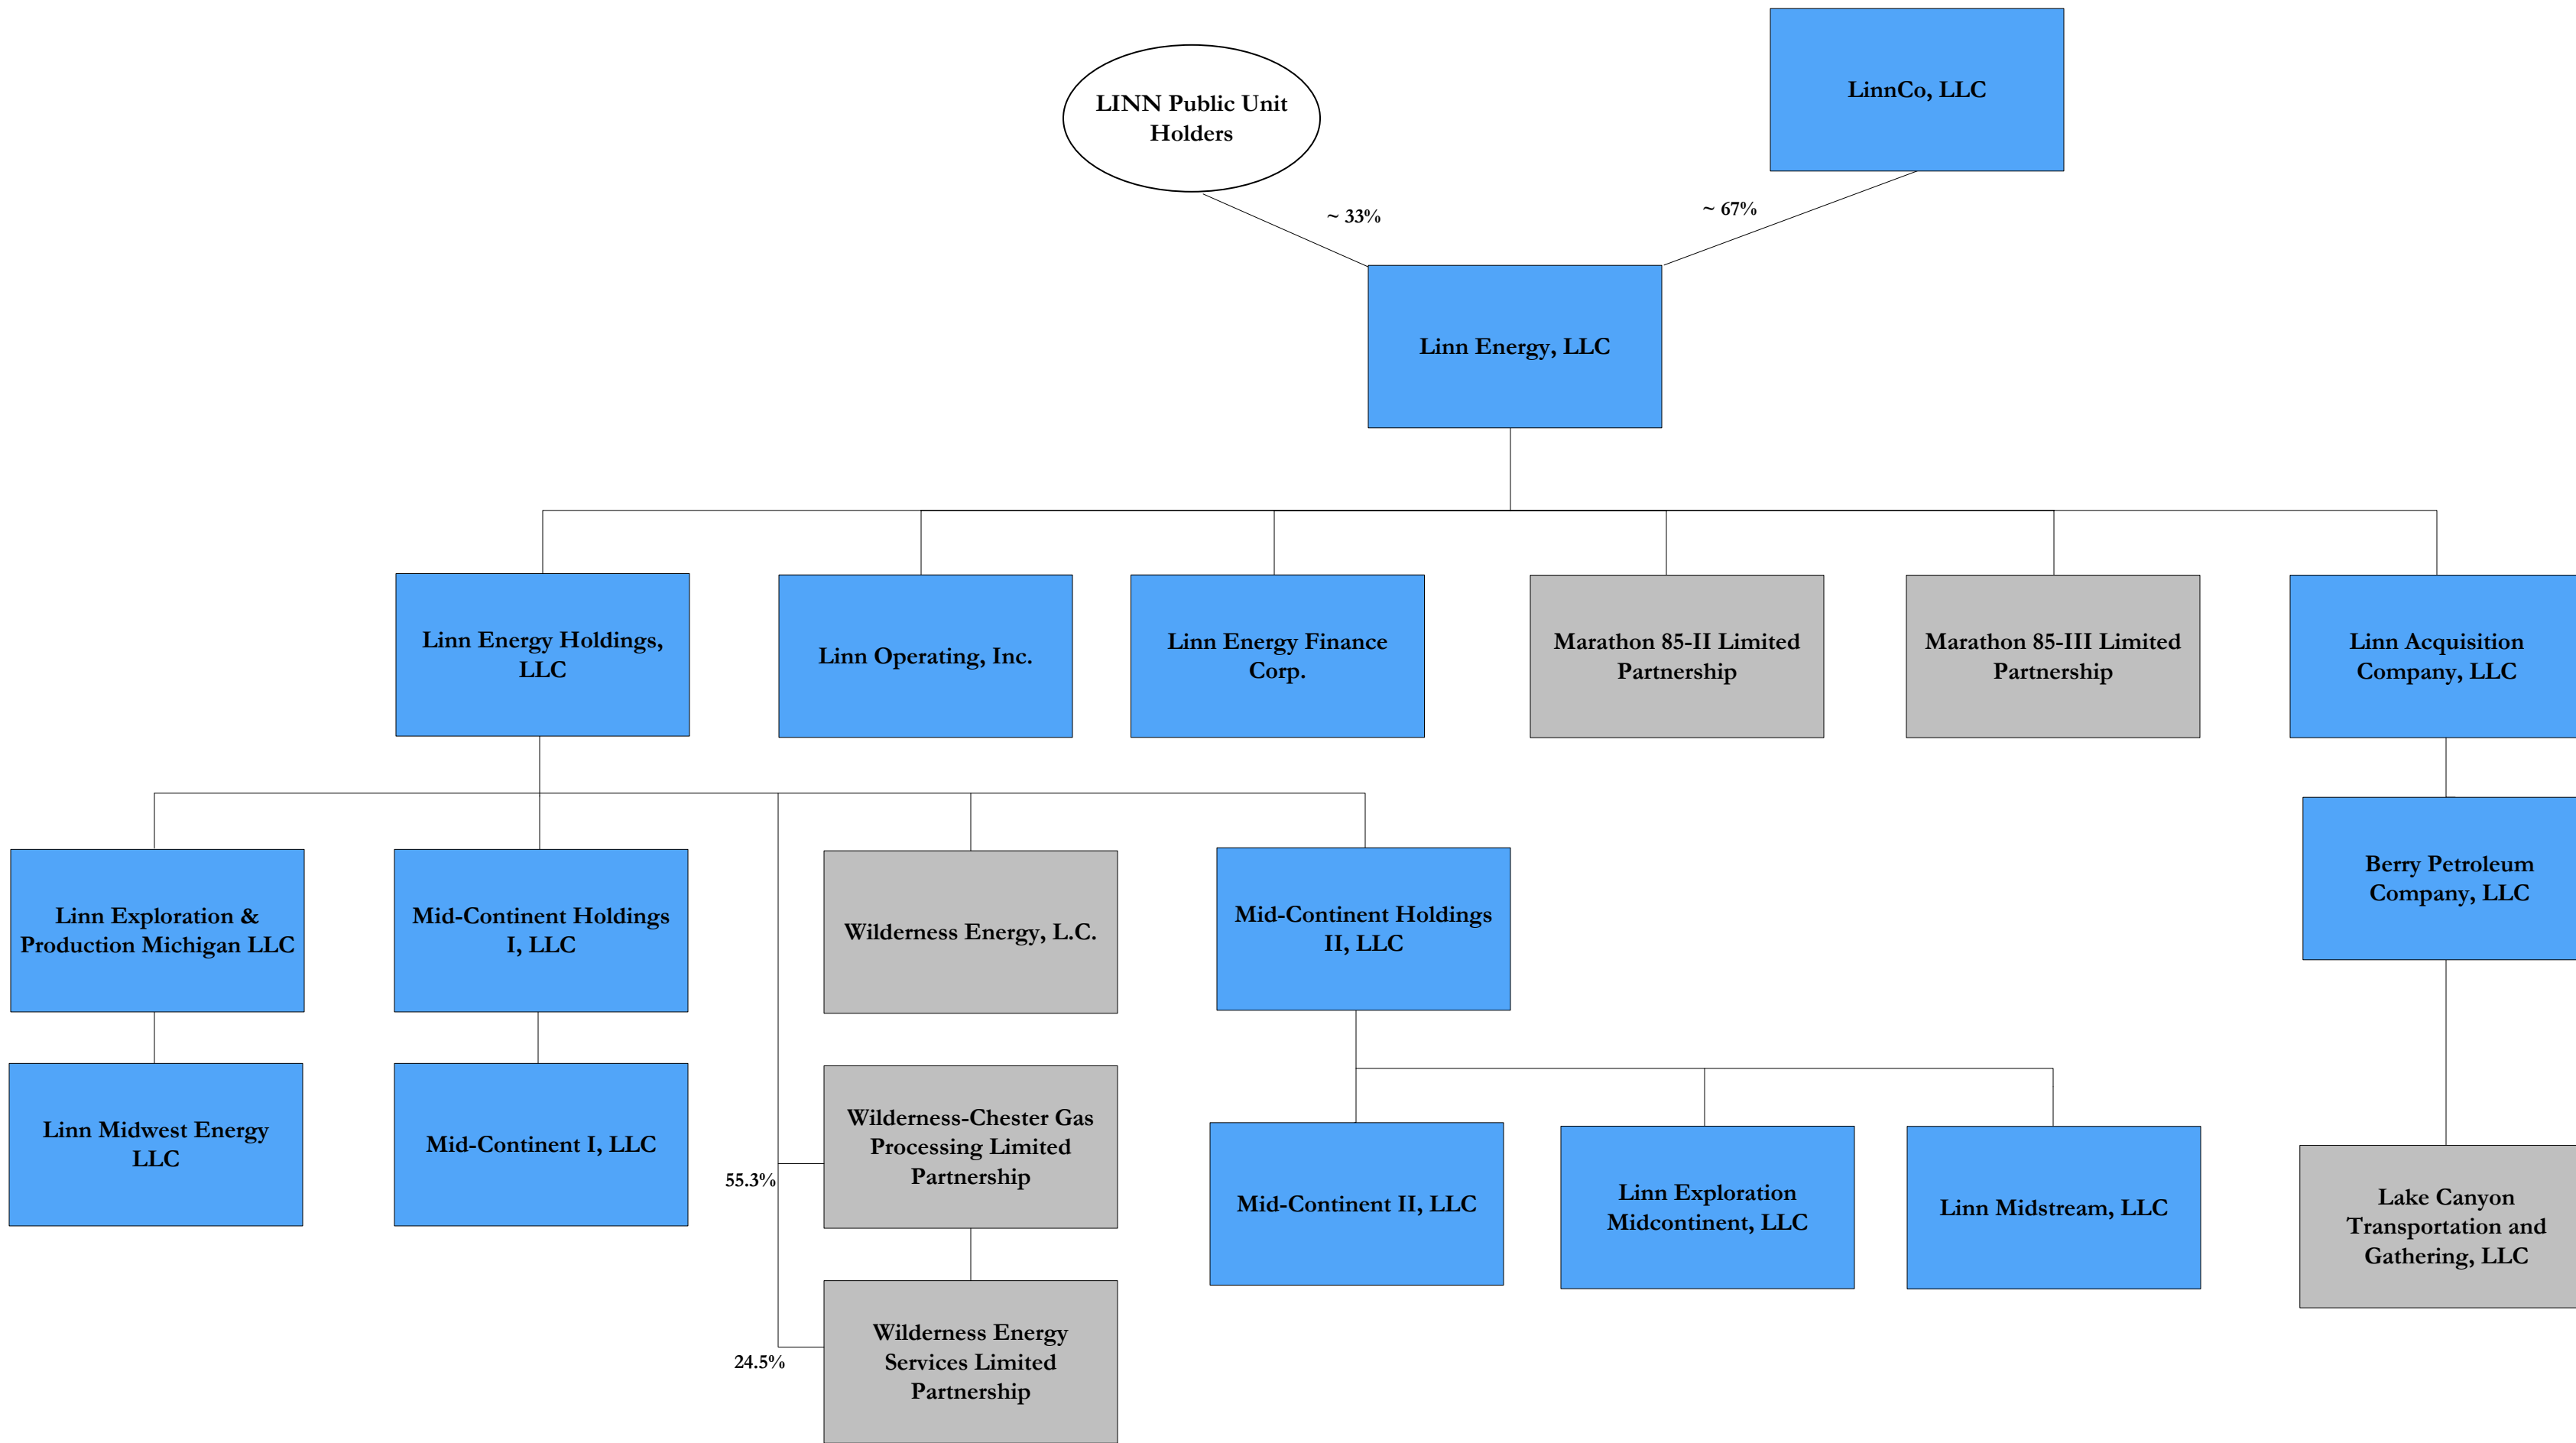 LinnCo, LLC
LINN Public Unit
Holders
~ 33%
~ 67%
Linn Energy, LLC
Linn Energy Holdings,
LLC
Linn Operating, Inc.
Linn Energy Finance
Corp.
Marathon 85-II Limited
Partnership
Marathon 85-III Limited
Partnership
Linn Acquisition
Company, LLC
Berry Petroleum
Company, LLC
Linn Exploration &
Production Michigan LLC
Mid-Continent Holdings
I, LLC
Wilderness Energy, L.C.
Mid-Continent Holdings
II, LLC
Linn Midwest Energy
LLC
Mid-Continent I, LLC
55.3%
Wilderness-Chester Gas
Processing Limited
Partnership
Mid-Continent II, LLC
Linn Exploration
Midcontinent, LLC
Linn Midstream, LLC
Lake Canyon
Transportation and
Gathering, LLC
24.5%
Wilderness Energy
Services Limited
Partnership